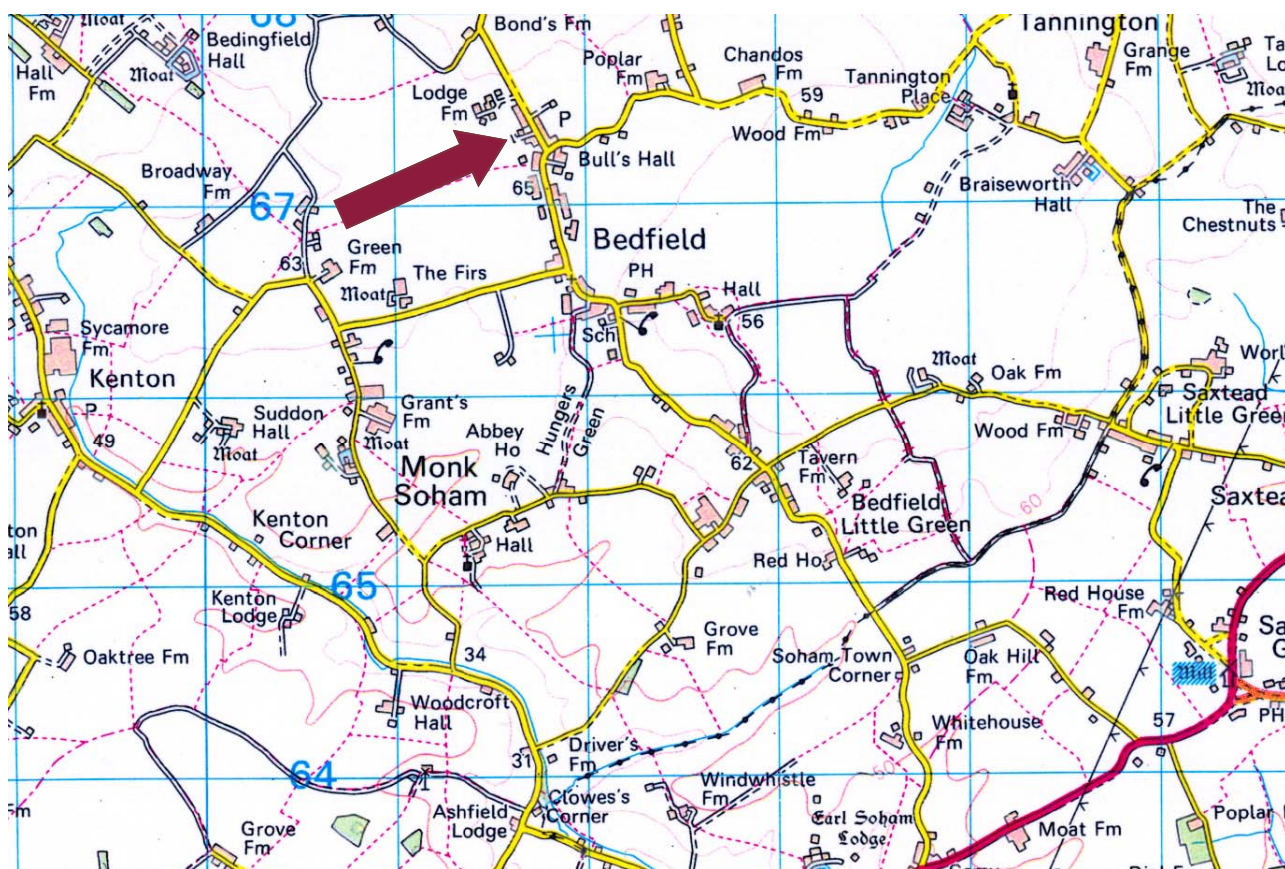 68
Moat
Bedingfield
Hall
Moat
Hall
Fm
Bond's Fm
Poplar
Fm
Chandos
Fm
59
Tannington
Grange
Fm
Tannington
Place
Lodge
Fm
P
Wood Fm
Bull's Hall
Braiseworth
Hall
The
Chestnuts
Broadway
Fm
67
65
63
Green
Fm
Bedfield
The Firs
Moat
PH
Hall
56
Sch
Sycamore
Fm
Kenton
P
49
Suddon
Hall
Moat
Grant's
Fm
Moat
Abbey
Ho
Hungers
Green
Monk
Soham
Moat
Oak Fm
Saxtead
Little Green
Wood Fm
62
Tavern
Fm
Bedfield
Little Green
60
Kenton
Corner
Hall
Red Ho
65
Kenton
Lodge
58
Oaktree Fm
34
Woodcroft
Hall
Grove
Fm
Soham Town
Corner
Oak Hill
Fm
Red House
Fm
Mill
PH
57
Whitehouse
Fm
31
Driver's
Fm
64
Windwhistle
Fm
Clowes's
Corner
Ashfield
Lodge
Grove
Fm
Earl Soham
Lodge
Moat Fm
Poplar